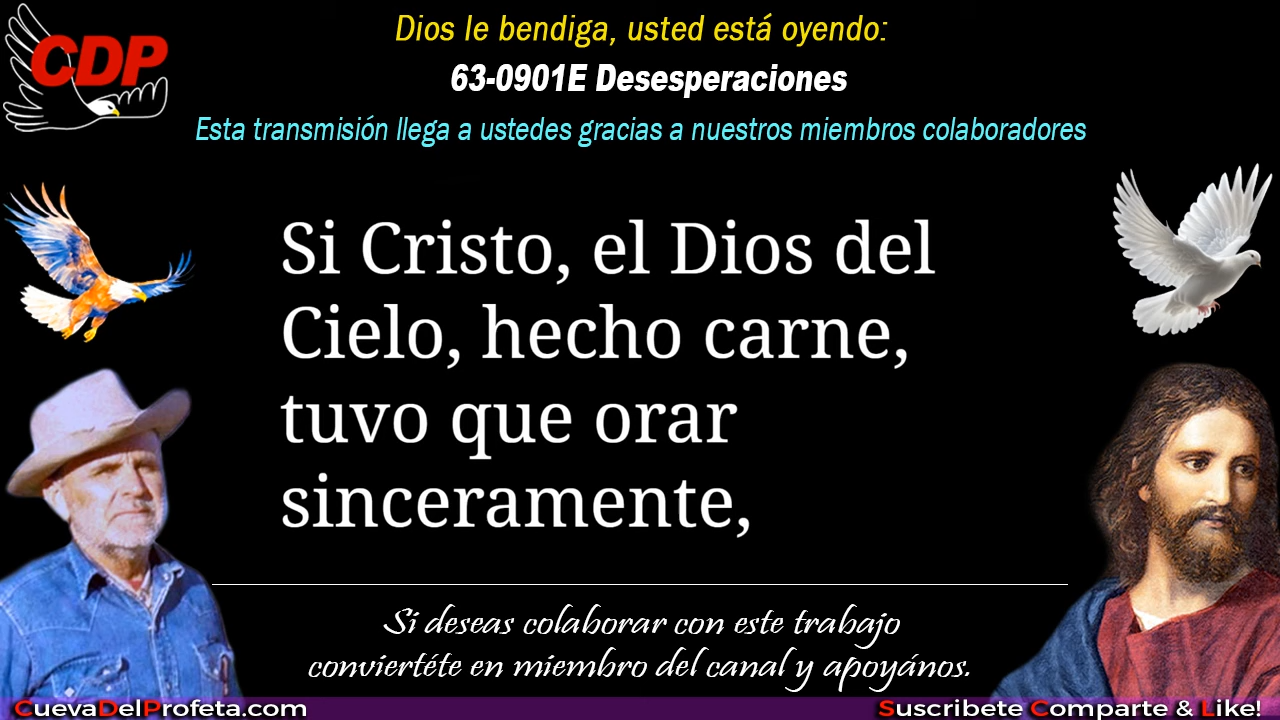 CDP
Dios le bendiga, usted está oyendo:
63-0901E Desesperaciones
Esta transmisión llega a ustedes gracias a nuestros miembros colaboradores
Si Cristo, el Dios del
Cielo, hecho carne,
tuvo que orar
sinceramente,
Si deseas colaborar con este trabajo
conviertéte en miembro del canal y apoyános.
CuevaDelProfeta.com
Suscribete Comparte & Like!